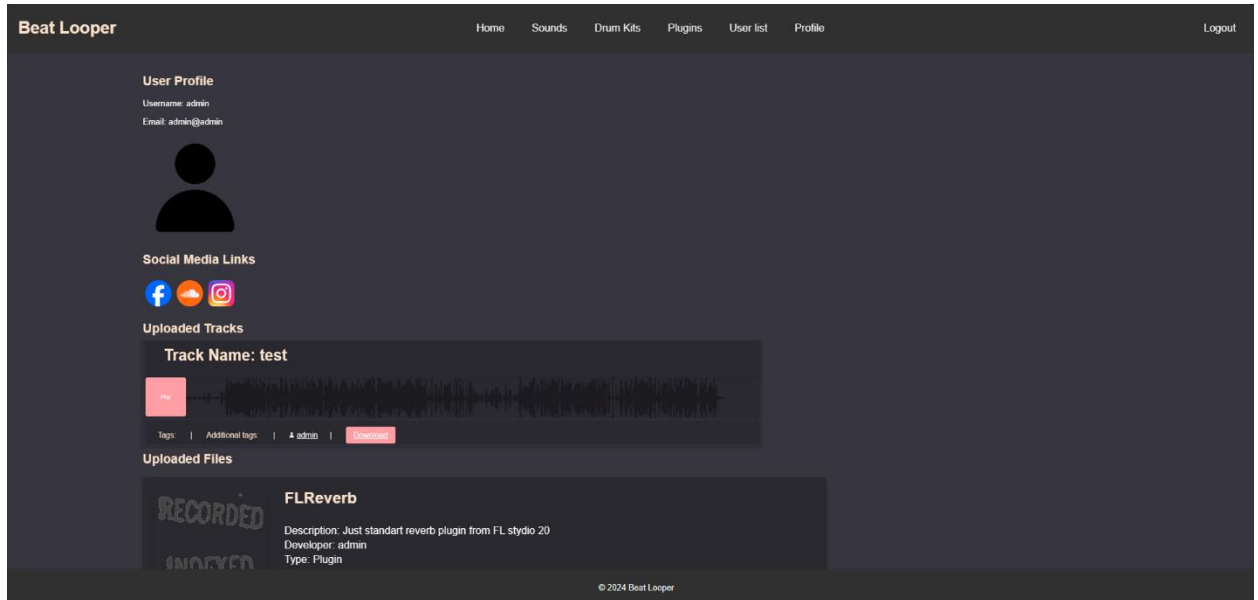 Beat Looper
Home Sounds Drum Kits Plugins User list Profile
Logout
User Profile
Username: admin
Email: admin@admin
Social Media Links
Uploaded Tracks
Track Name: test
Play
Tags: | Additional tags: | admin | Download
Uploaded Files
RECORDED
INDEXED
FLReverb
Description: Just standart reverb plugin from FL stydio 20
Developer: admin
Type: Plugin
© 2024 Beat Looper